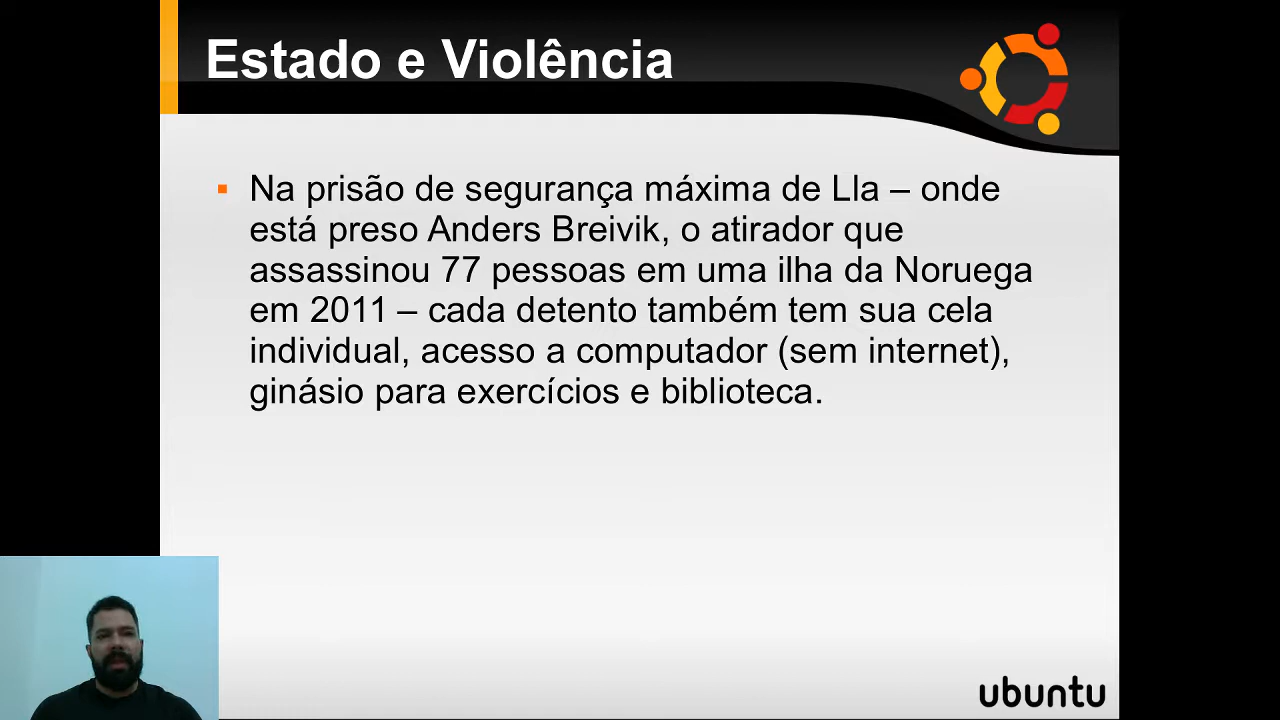 Estado e Violência
▪ Na prisão de segurança máxima de Lla – onde
está preso Anders Breivik, o atirador que
assassinou 77 pessoas em uma ilha da Noruega
em 2011 – cada detento também tem sua cela
individual, acesso a computador (sem internet),
ginásio para exercícios e biblioteca.
ubuntu